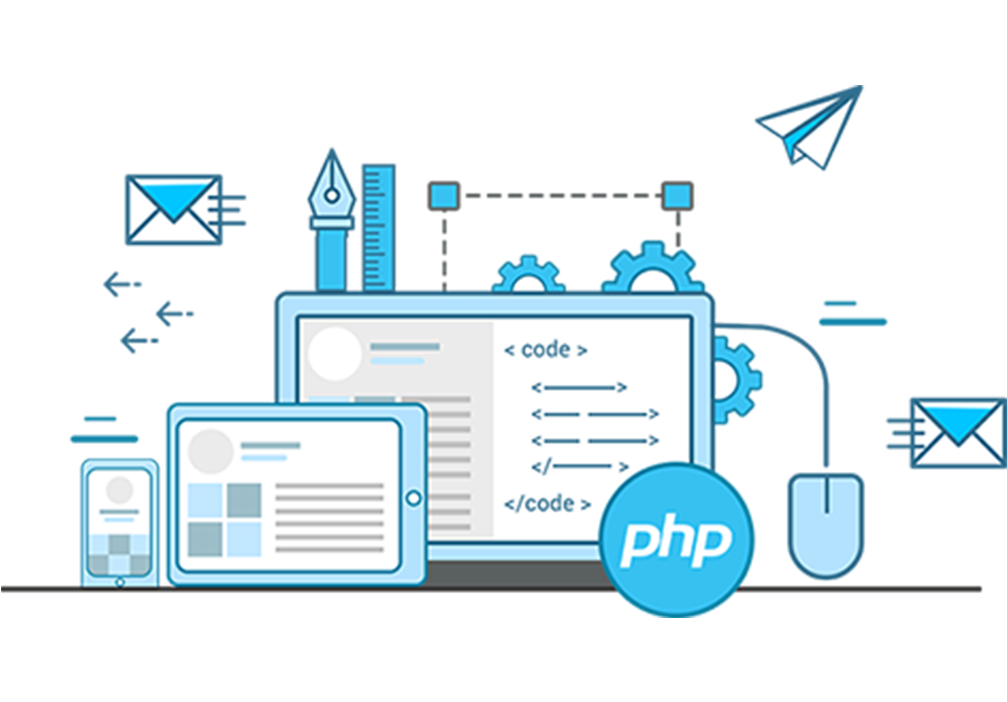 < code >
</code >
php